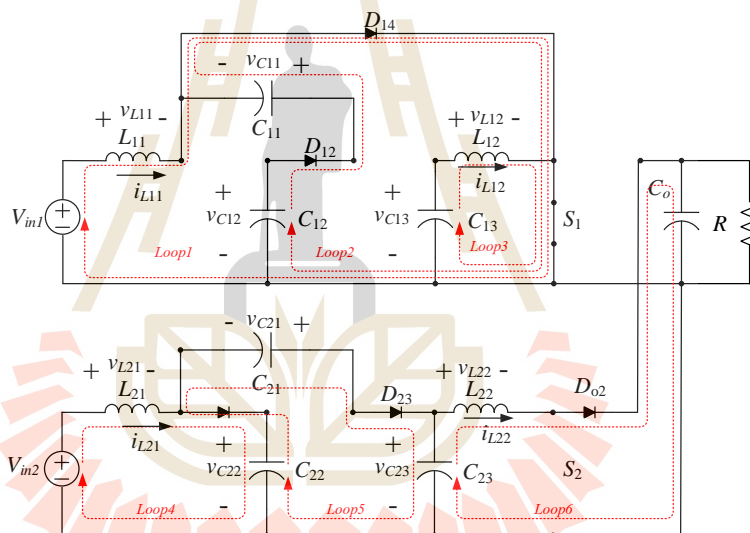 D14
- vC11 +
C11
+ vL11 -
L11
iL11
D12
+ vL12 -
L12
iL12
Vin1
+
-
+
vC12
-
C12
+
vC13
-
C13
S1
Co
R
Loop1
Loop2
Loop3
- vC21 +
C21
+ vL21 -
L21
iL21
D23
+ vL22 -
L22
iL22
Do2
Vin2
+
-
+
vC22
-
C22
+
vC23
-
C23
S2
Loop4
Loop5
Loop6